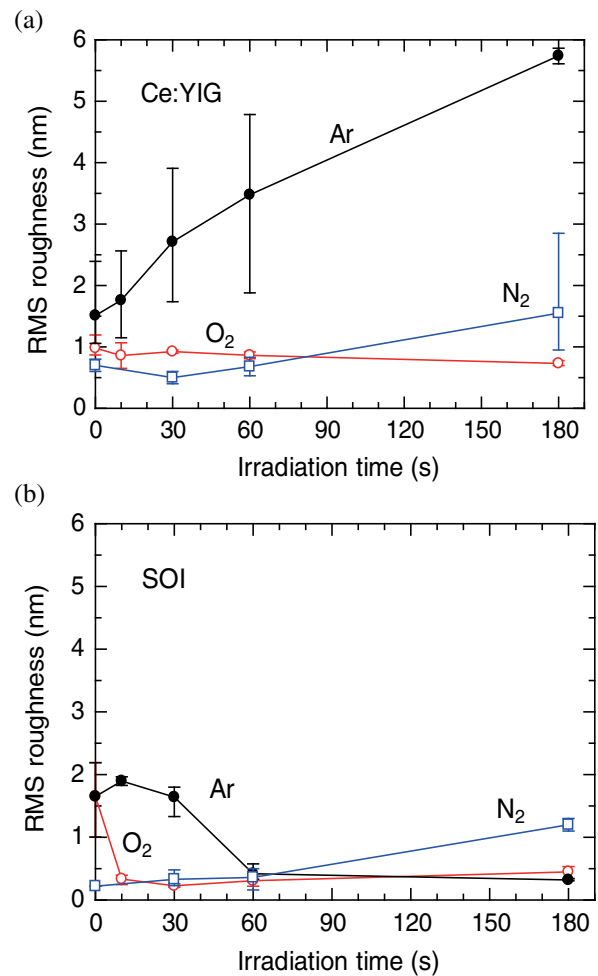 (a)
6
5
4
3
2
1
0
RMS roughness (nm)
Ce:YIG
Ar
N2
O2
0 30 60 90 120 150 180
Irradiation time (s)
(b)
6
5
4
3
2
1
0
RMS roughness (nm)
SOI
Ar
N2
O2
0 30 60 90 120 150 180
Irradiation time (s)